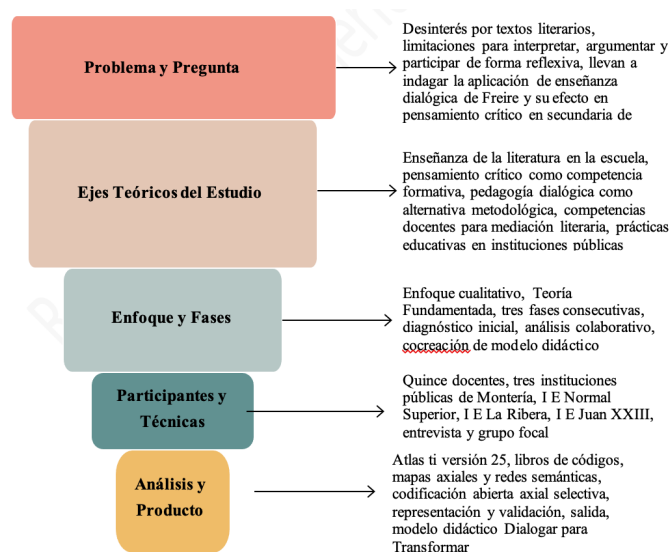 Problema y Pregunta
Desinterés por textos literarios,
limitaciones para interpretar, argumentar y
participar de forma reflexiva, llevan a
indagar la aplicación de enseñanza
dialógica de Freire y su efecto en
pensamiento crítico en secundaria de
Ejes Teóricos del Estudio
Enseñanza de la literatura en la escuela,
pensamiento crítico como competencia
formativa, pedagogía dialógica como
alternativa metodológica, competencias
docentes para mediación literaria, prácticas
educativas en instituciones públicas
Enfoque y Fases
Enfoque cualitativo, Teoría
Fundamentada, tres fases consecutivas,
diagnóstico inicial, análisis colaborativo,
cocreación de modelo didáctico
Participantes y
Técnicas
Quince docentes, tres instituciones
públicas de Montería, I E Normal
Superior, I E La Ribera, I E Juan XXIII,
entrevista y grupo focal
Análisis y
Producto
Atlas ti versión 25, libros de códigos,
mapas axiales y redes semánticas,
codificación abierta axial selectiva,
representación y validación, salida,
modelo didáctico Dialogar para
Transformar